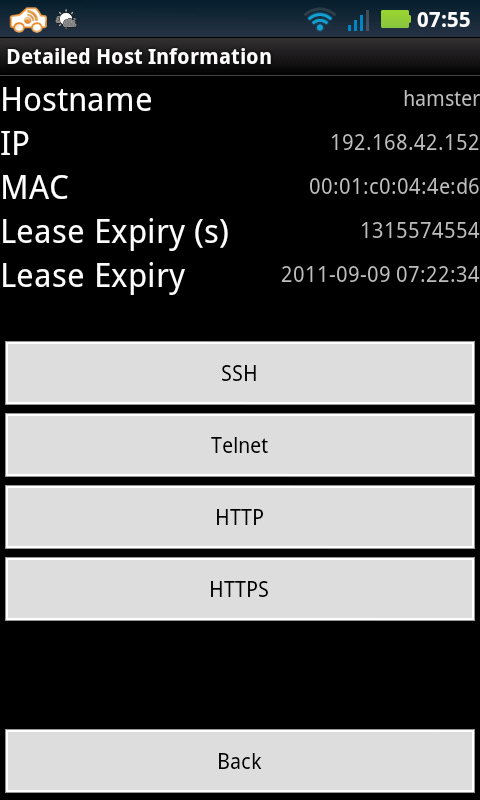 07:55
Detailed Host Information
Hostname hamster
IP 192.168.42.152
MAC 00:01:c0:04:4e:d6
Lease Expiry (s) 1315574554
Lease Expiry 2011-09-09 07:22:34
SSH
Telnet
HTTP
HTTPS
Back